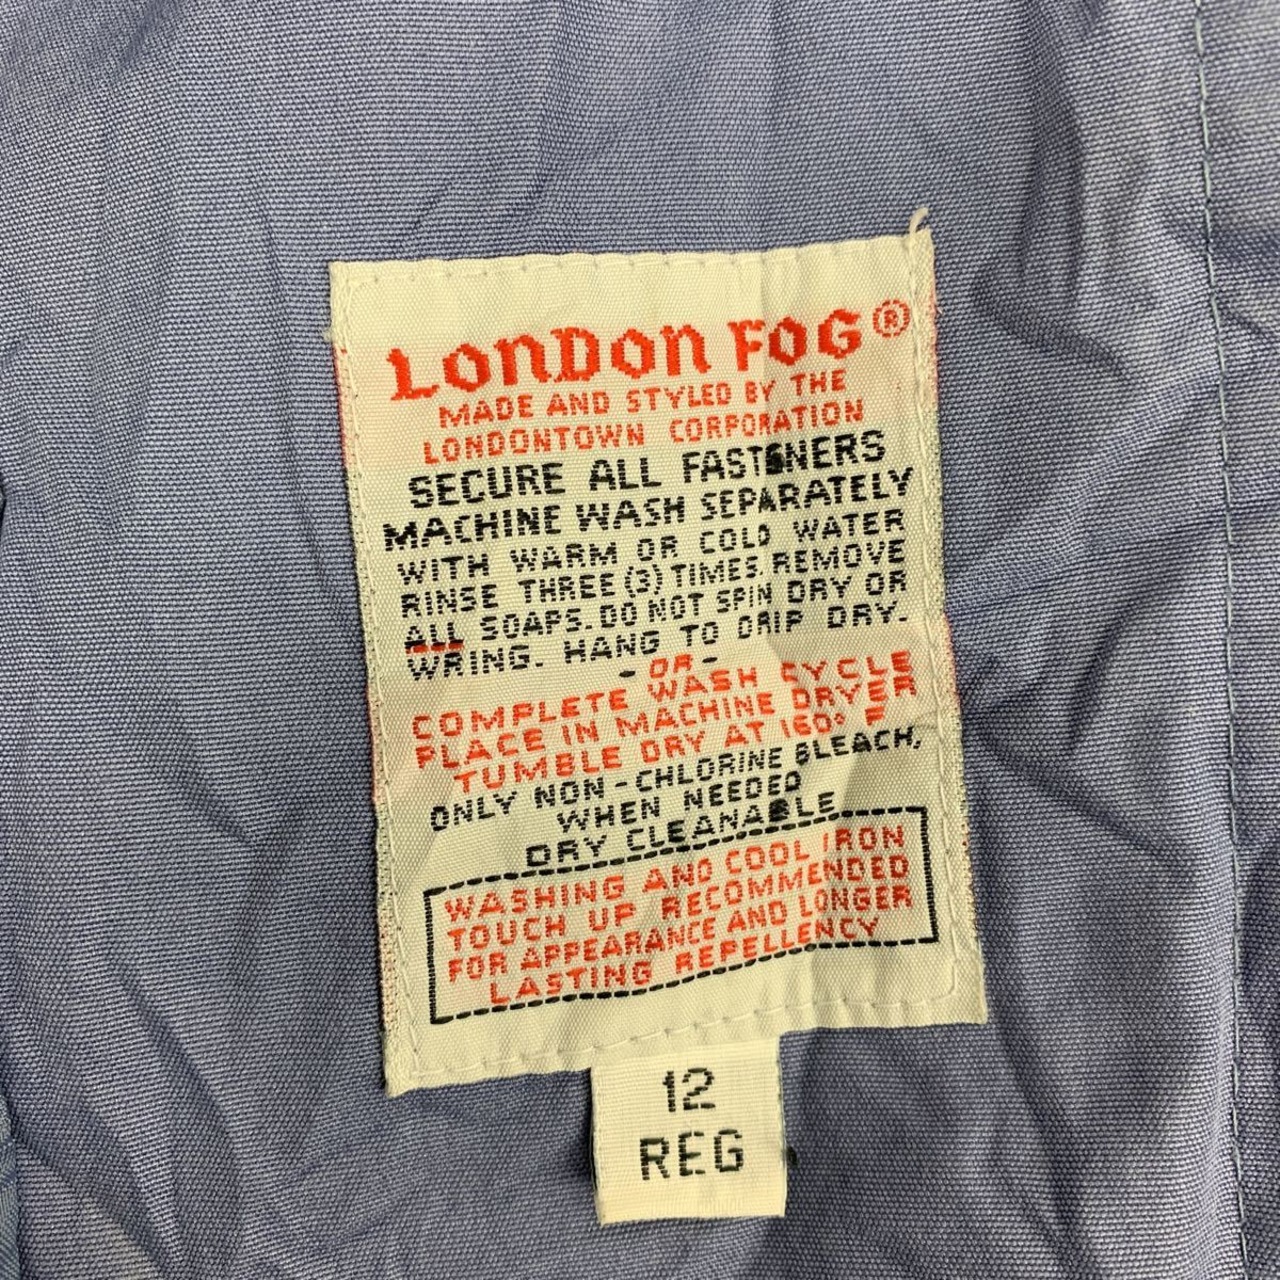 LONDON FOG®
MADE AND STYLED BY THE
LONDONTOWN CORPORATION
SECURE ALL FASTENERS
MACHINE WASH SEPARATELY
WITH WARM OR COLD WATER
RINSE THREE (3) TIMES. REMOVE
ALL SOAPS. DO NOT SPIN DRY OR
WRING. HANG TO DRIP DRY.
- OR -
COMPLETE WASH CYCLE
PLACE IN MACHINE DRYER
TUMBLE DRY AT 160° F
ONLY NON-CHLORINE BLEACH,
WHEN NEEDED
DRY CLEANABLE
WASHING AND COOL IRON
TOUCH UP RECOMMENDED
FOR APPEARANCE AND LONGER
LASTING REPELLENCY
12
REG